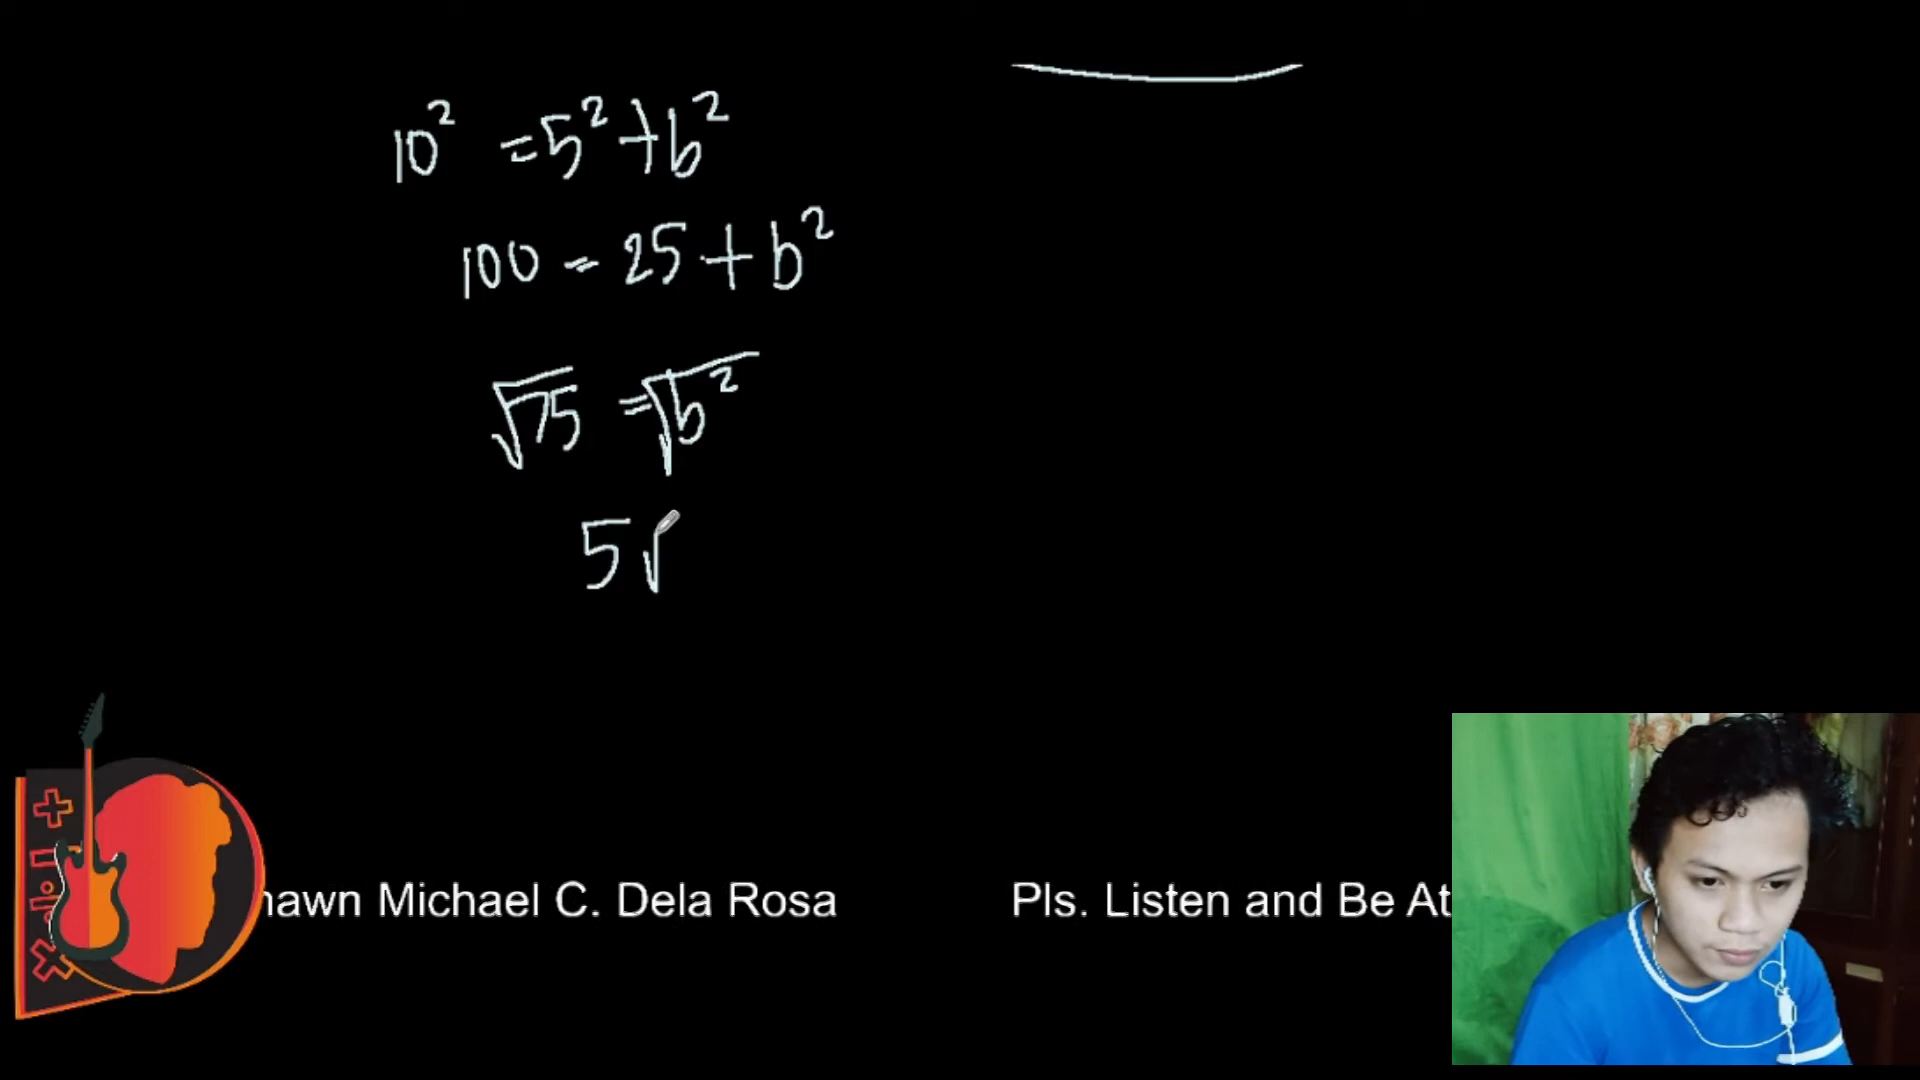 10² = 5² + b²
100 = 25 + b²
√75 = √b²
5√
hawn Michael C. Dela Rosa
Pls. Listen and Be At